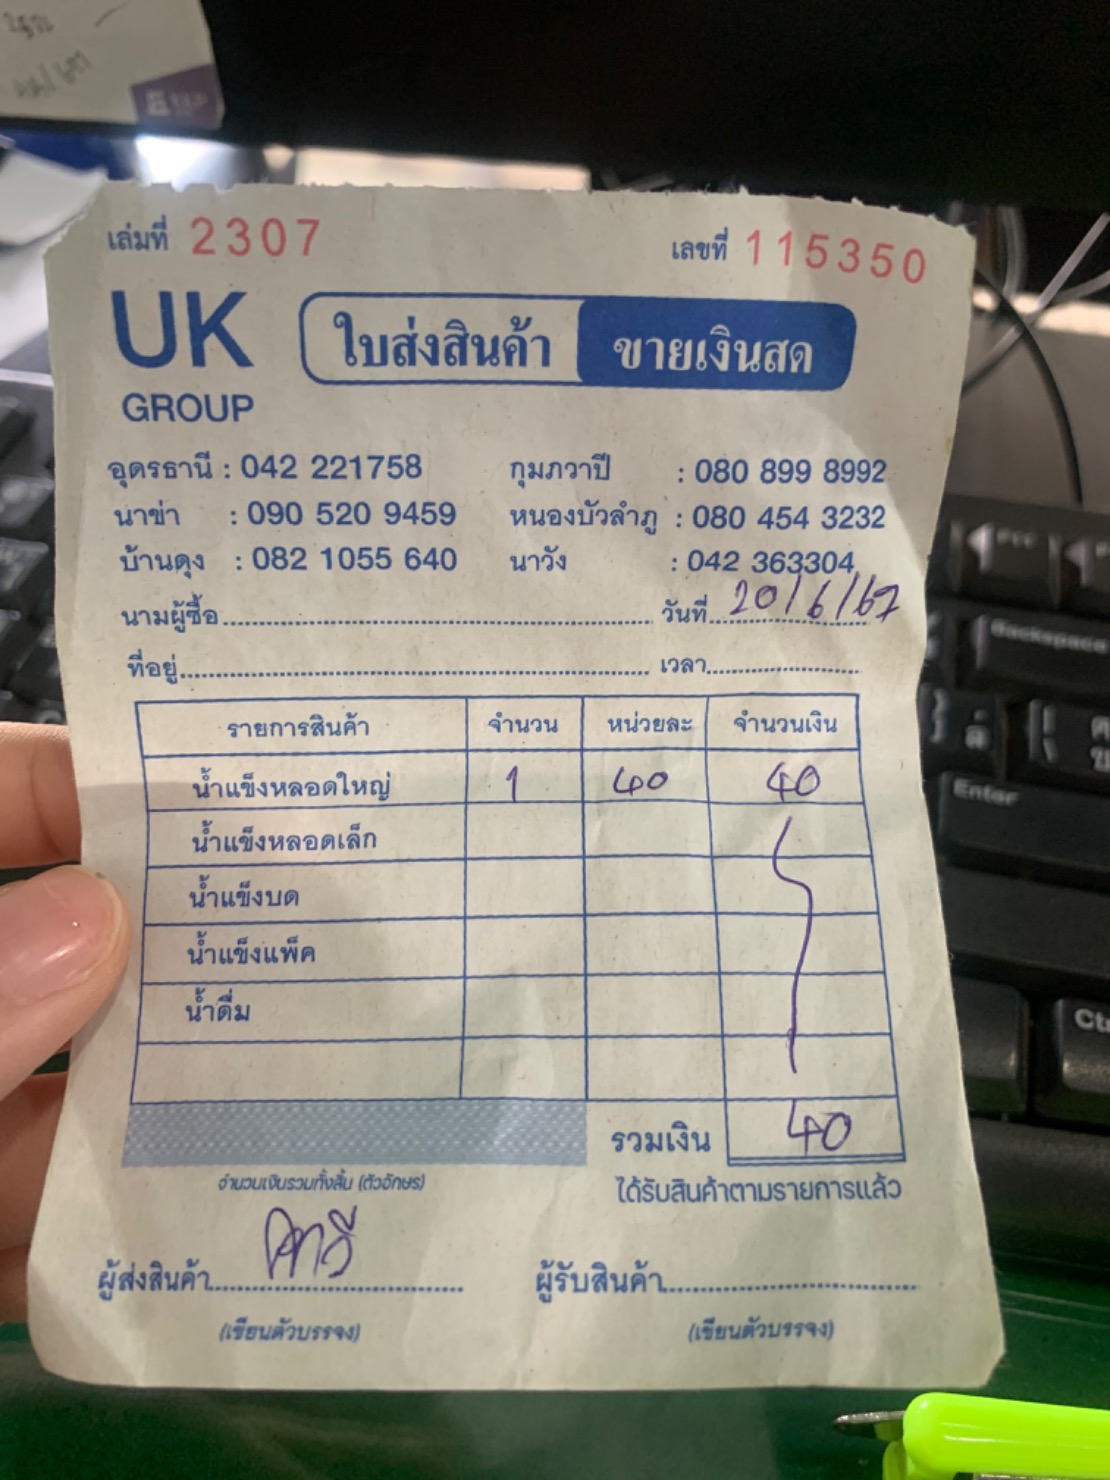 เล่มที่ 2307 เลขที่ 115350
UK
GROUP
ใบส่งสินค้า ขายเงินสด
อุดรธานี : 042 221758 กุมภวาปี : 080 899 8992
นาข่า : 090 520 9459 หนองบัวลำภู : 080 454 3232
บ้านดุง : 082 1055 640 นาวัง : 042 363304
นามผู้ซื้อ วันที่ 20/6/67
ที่อยู่ เวลา
รายการสินค้า จำนวน หน่วยละ จำนวนเงิน
น้ำแข็งหลอดใหญ่ 1 40 40
น้ำแข็งหลอดเล็ก
น้ำแข็งบด
น้ำแข็งแพ็ค
น้ำดื่ม
รวมเงิน 40
จำนวนเงินรวมทั้งสิ้น (ตัวอักษร) ได้รับสินค้าตามรายการแล้ว
ผู้ส่งสินค้า ผู้รับสินค้า
(เขียนตัวบรรจง) (เขียนตัวบรรจง)
Backspace
Enter